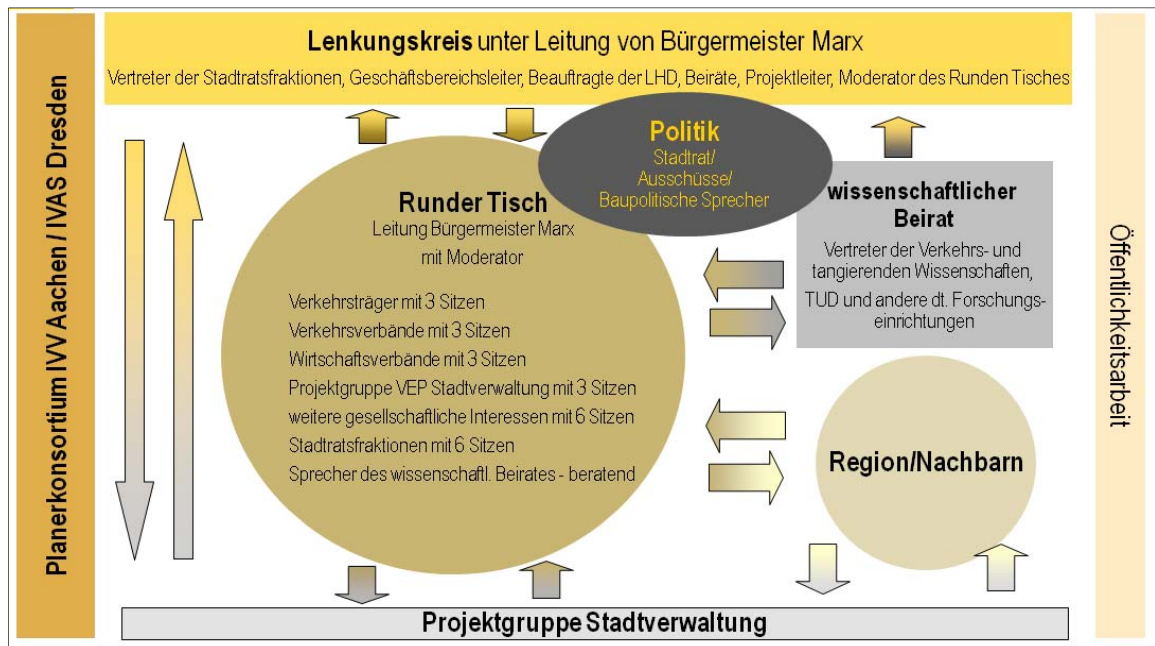 Planerkonsortium IVV Aachen / IVAS Dresden
Lenkungskreis unter Leitung von Bürgermeister Marx
Vertreter der Stadtratsfraktionen, Geschäftsbereichsleiter, Beauftragte der LHD, Beiräte, Projektleiter, Moderator des Runden Tisches
Politik
Stadtrat/
Ausschüsse/
Baupolitische Sprecher
Runder Tisch
Leitung Bürgermeister Marx
mit Moderator
Verkehrsträger mit 3 Sitzen
Verkehrsverbände mit 3 Sitzen
Wirtschaftsverbände mit 3 Sitzen
Projektgruppe VEP Stadtverwaltung mit 3 Sitzen
weitere gesellschaftliche Interessen mit 6 Sitzen
Stadtratsfraktionen mit 6 Sitzen
Sprecher des wissenschaftl. Beirates - beratend
wissenschaftlicher
Beirat
Vertreter der Verkehrs- und
tangierenden Wissenschaften,
TUD und andere dt. Forschungs-
einrichtungen
Region/Nachbarn
Projektgruppe Stadtverwaltung
Öffentlichkeitsarbeit